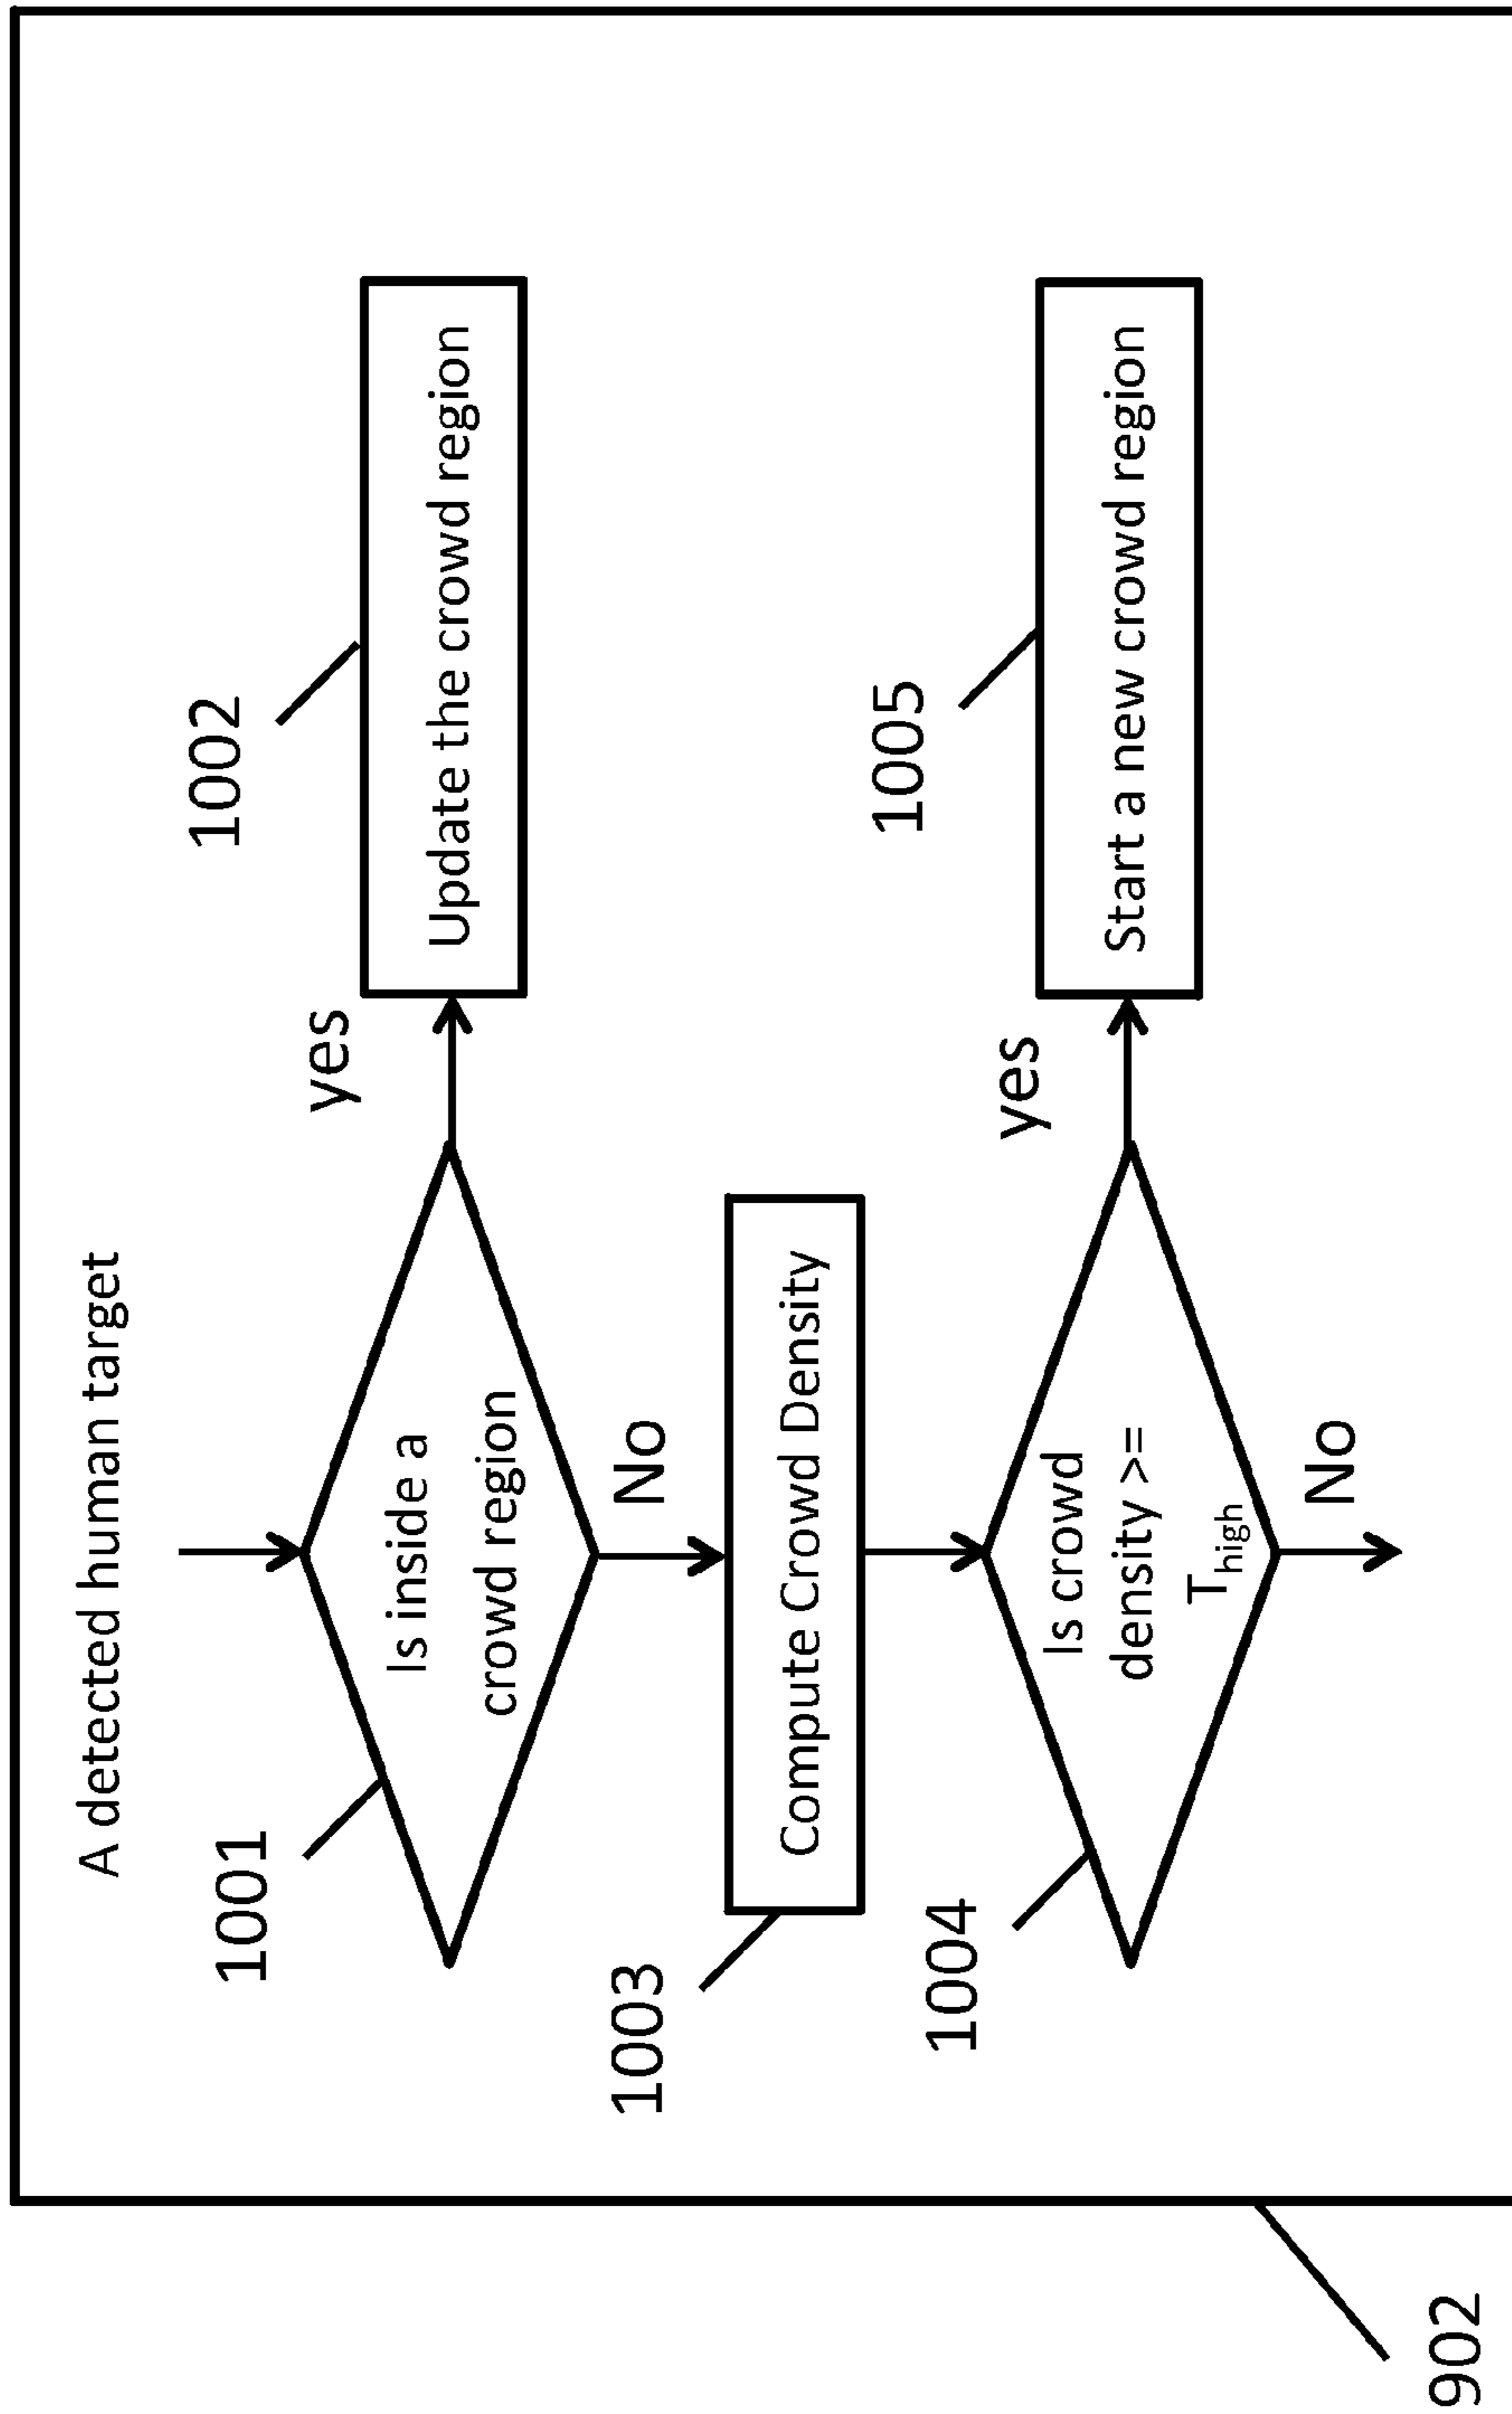 A detected human target
1001
Is inside a
crowd region
yes
1002
Update the crowd region
No
1003
Compute Crowd Density
1004
Is crowd
density >=
Thigh
yes
1005
Start a new crowd region
No
902